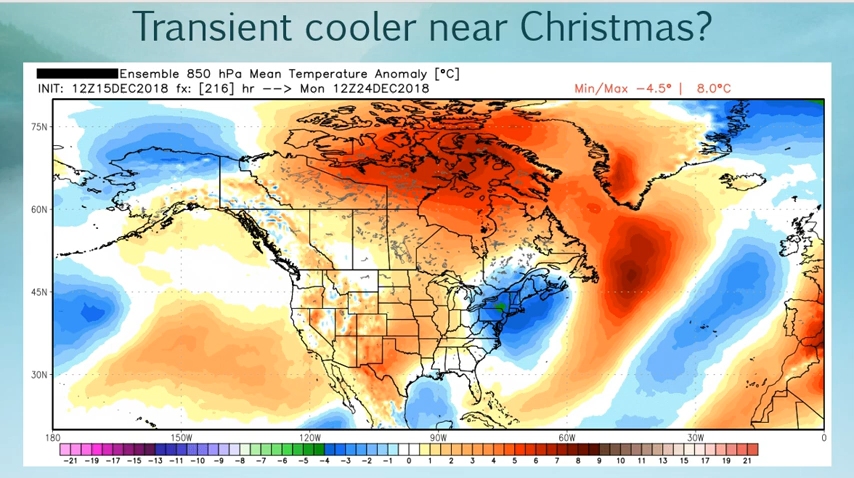 Transient cooler near Christmas?
Ensemble 850 hPa Mean Temperature Anomaly [°C]
INIT: 12Z15DEC2018 fx: [216] hr --> Mon 12Z24DEC2018
Min/Max -4.5° | 8.0°C
75N
60N
45N
30N
180 150W 120W 90W 60W 30W 0
-21 -19 -17 -15 -13 -11 -10 -9 -8 -7 -6 -5 -4 -3 -2 -1 0 1 2 3 4 5 6 7 8 9 10 11 13 15 17 19 21